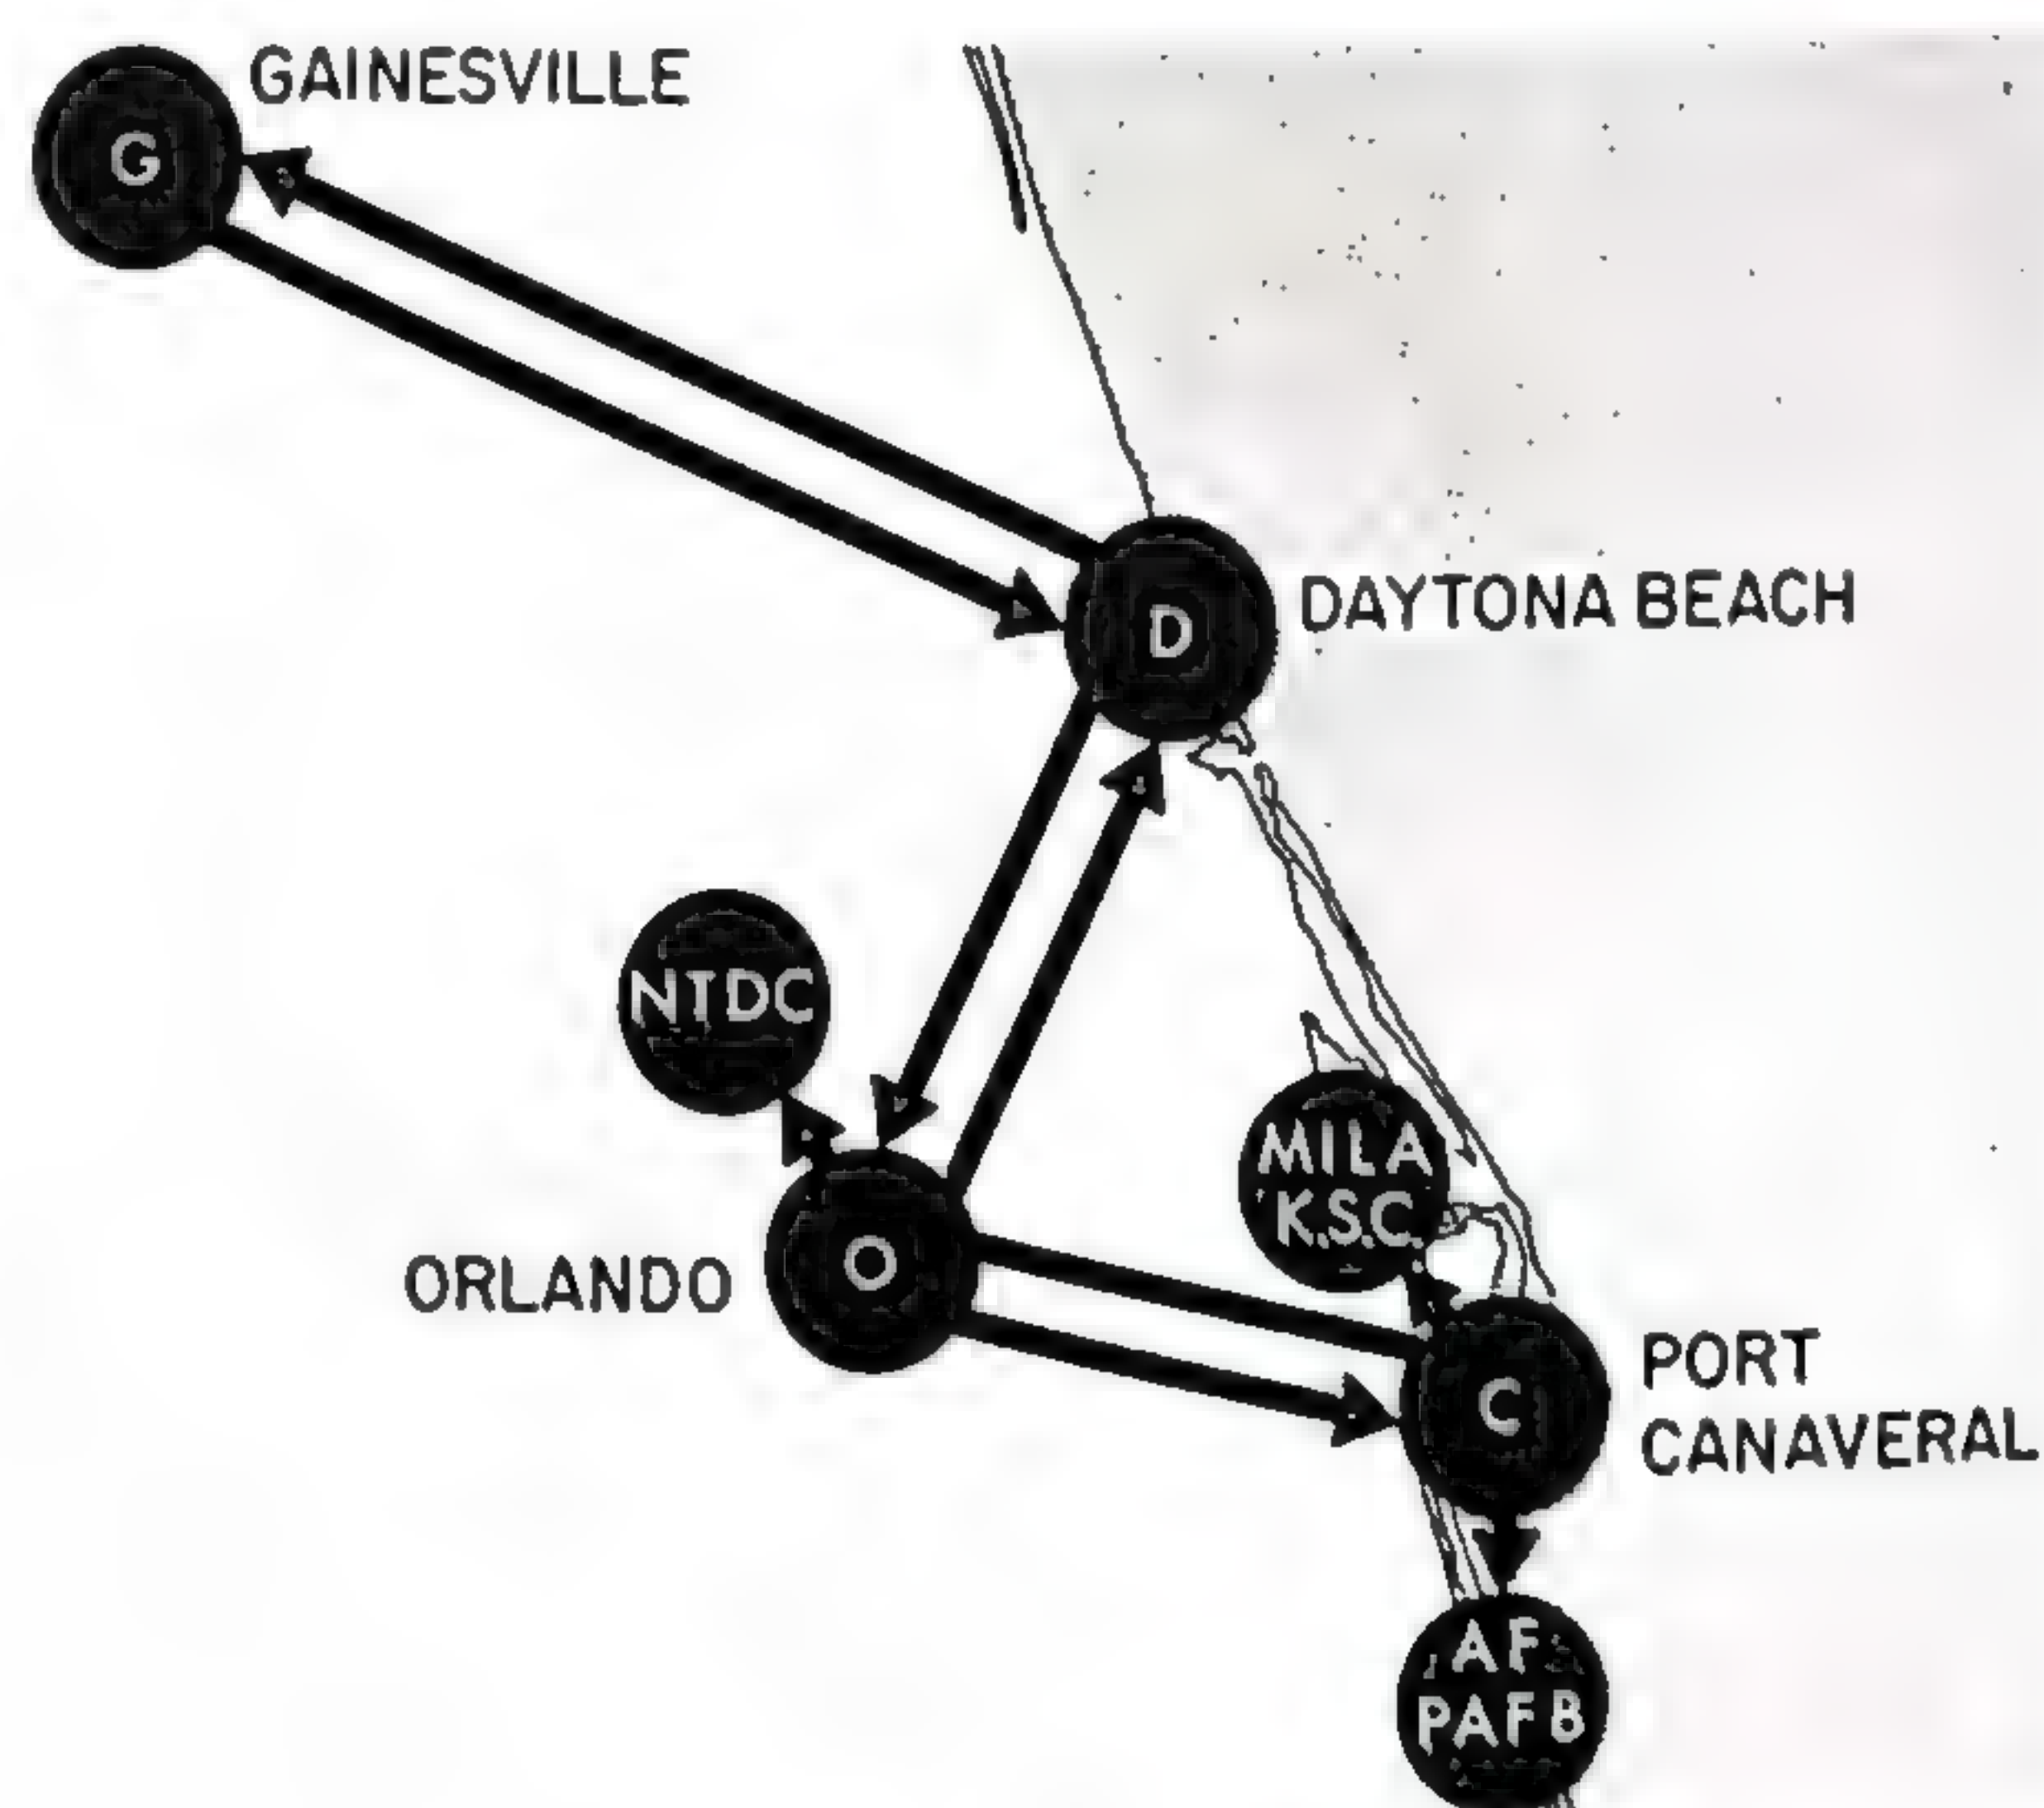 GAINESVILLE
G
D
DAYTONA BEACH
NTDC
MILA
K.S.C.
ORLANDO
O
PORT
CANAVERAL
C
AF
PAFB